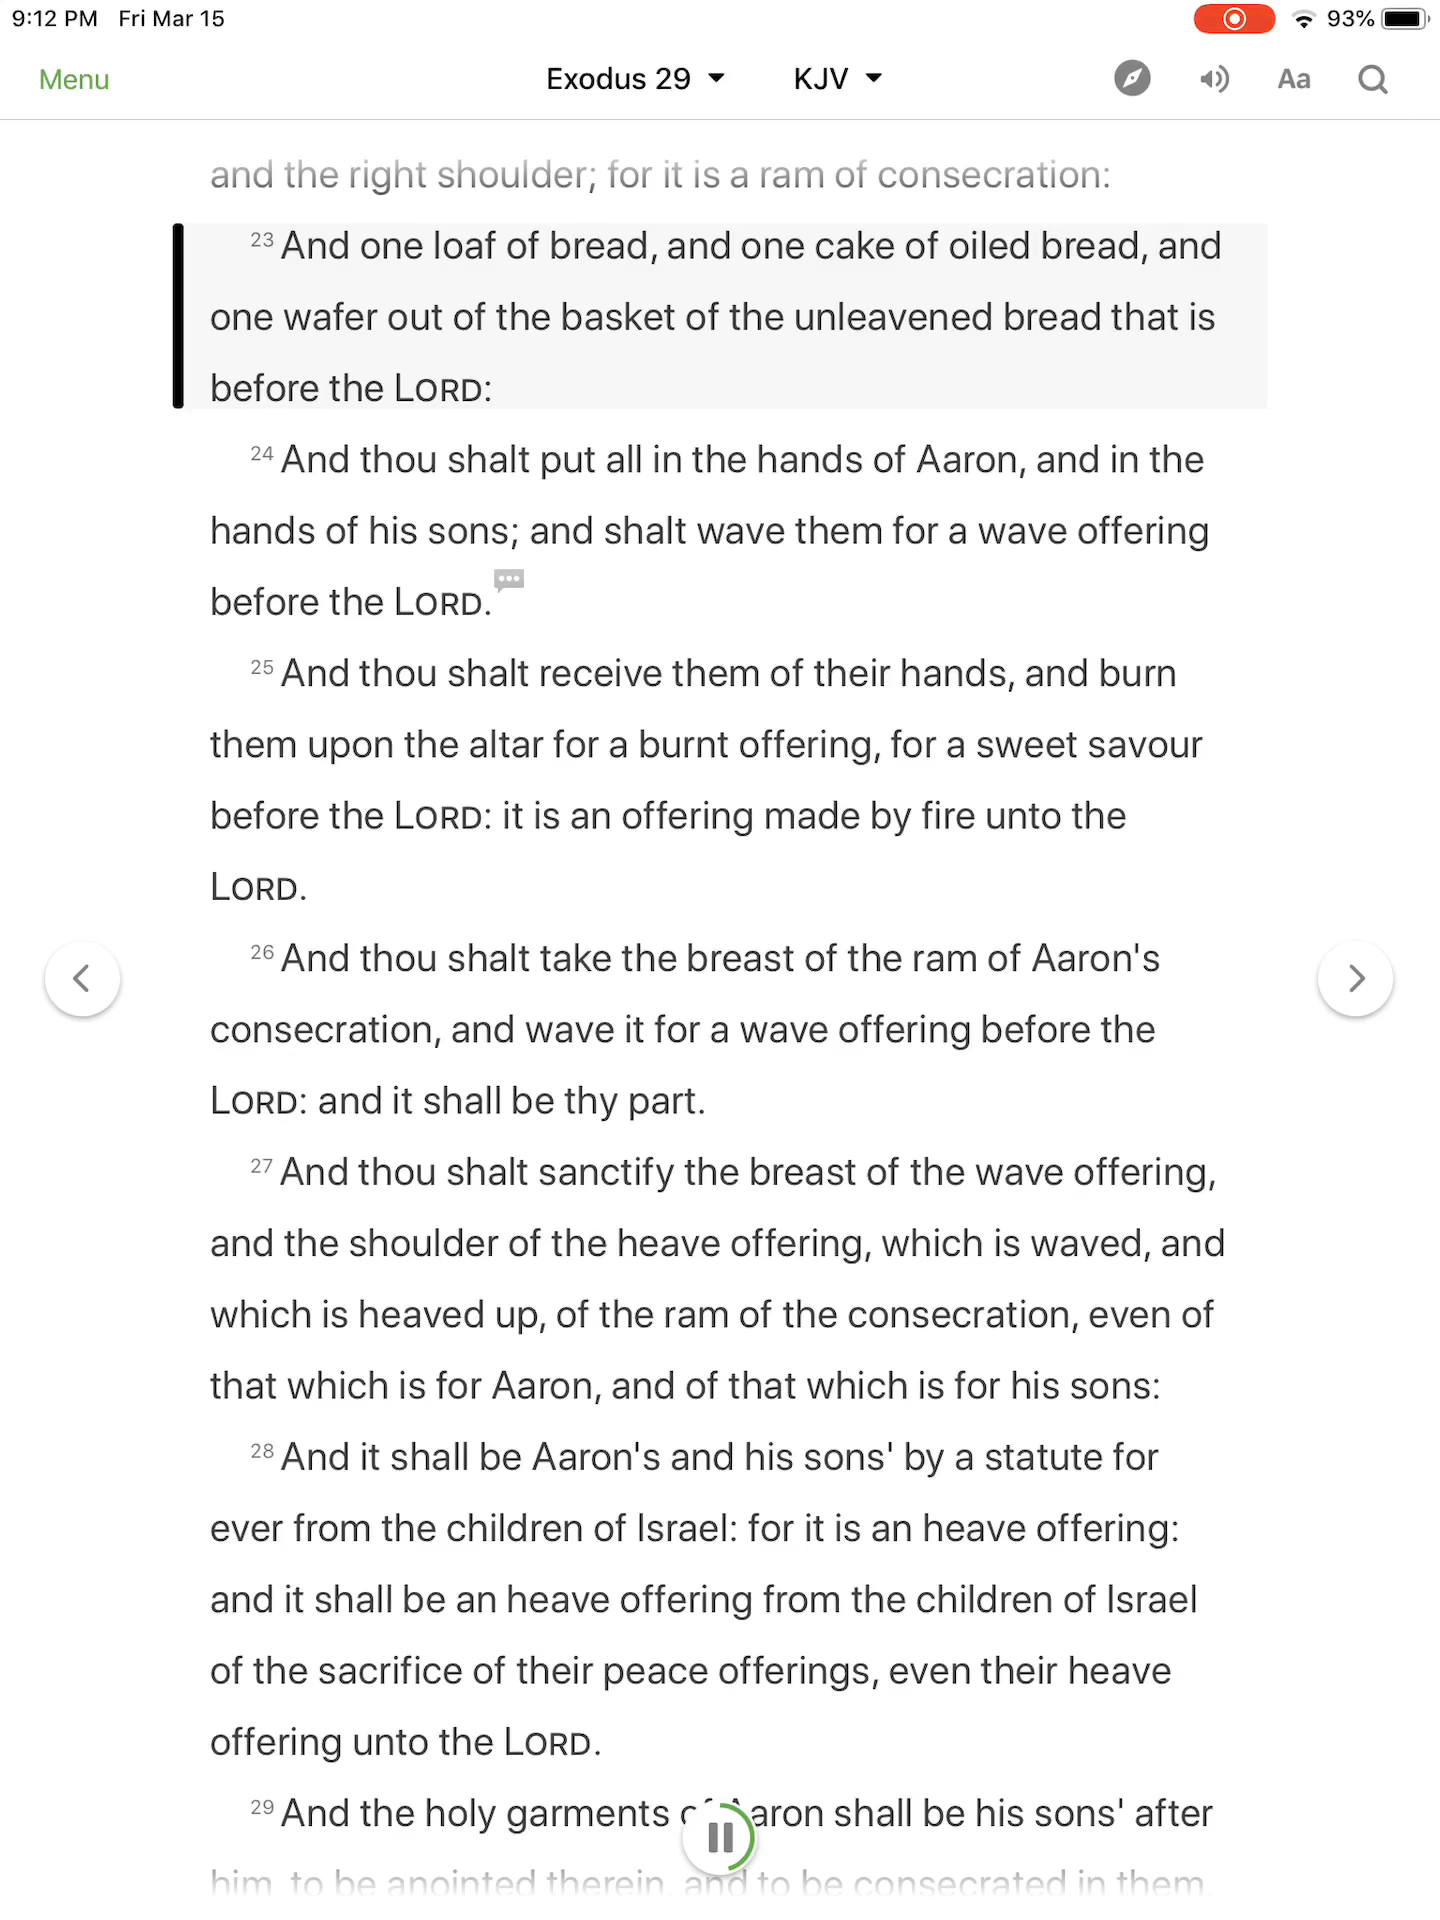 9:12 PM Fri Mar 15 93%
Menu Exodus 29 KJV Aa
and the right shoulder; for it is a ram of consecration:
23 And one loaf of bread, and one cake of oiled bread, and
one wafer out of the basket of the unleavened bread that is
before the LORD:
24 And thou shalt put all in the hands of Aaron, and in the
hands of his sons; and shalt wave them for a wave offering
before the LORD.
25 And thou shalt receive them of their hands, and burn
them upon the altar for a burnt offering, for a sweet savour
before the LORD: it is an offering made by fire unto the
LORD.
26 And thou shalt take the breast of the ram of Aaron's
consecration, and wave it for a wave offering before the
LORD: and it shall be thy part.
27 And thou shalt sanctify the breast of the wave offering,
and the shoulder of the heave offering, which is waved, and
which is heaved up, of the ram of the consecration, even of
that which is for Aaron, and of that which is for his sons:
28 And it shall be Aaron's and his sons' by a statute for
ever from the children of Israel: for it is an heave offering:
and it shall be an heave offering from the children of Israel
of the sacrifice of their peace offerings, even their heave
offering unto the LORD.
29 And the holy garments of Aaron shall be his sons' after
him, to be anointed therein, and to be consecrated in them.